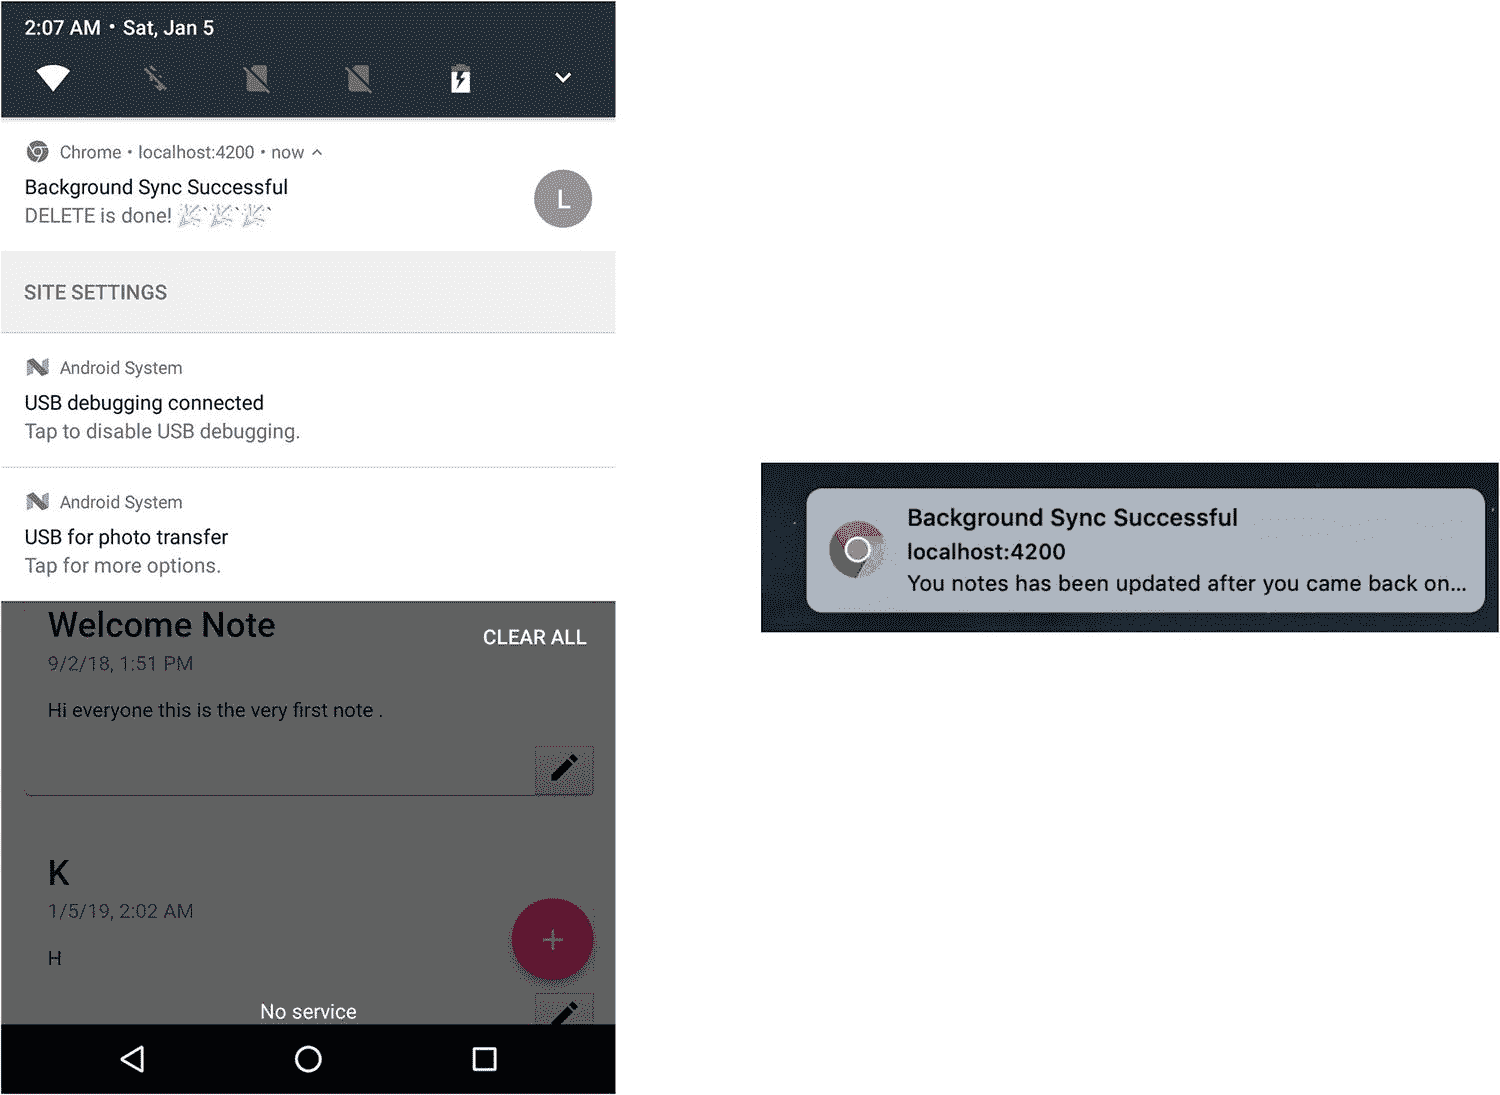 2:07 AM • Sat, Jan 5
Chrome • localhost:4200 • now
Background Sync Successful
DELETE is done! 🎉`🎉`🎉`
L
SITE SETTINGS
Android System
USB debugging connected
Tap to disable USB debugging.
Android System
USB for photo transfer
Tap for more options.
Welcome Note
CLEAR ALL
9/2/18, 1:51 PM
Hi everyone this is the very first note .
K
1/5/19, 2:02 AM
H
No service
Background Sync Successful
localhost:4200
You notes has been updated after you came back on...